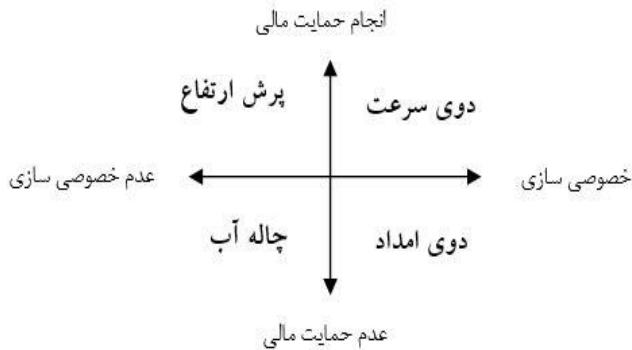 انجام حمایت مالی
دوی سرعت
پرش ارتفاع
خصوصی سازی
عدم خصوصی سازی
دوی امداد
چاله آب
عدم حمایت مالی